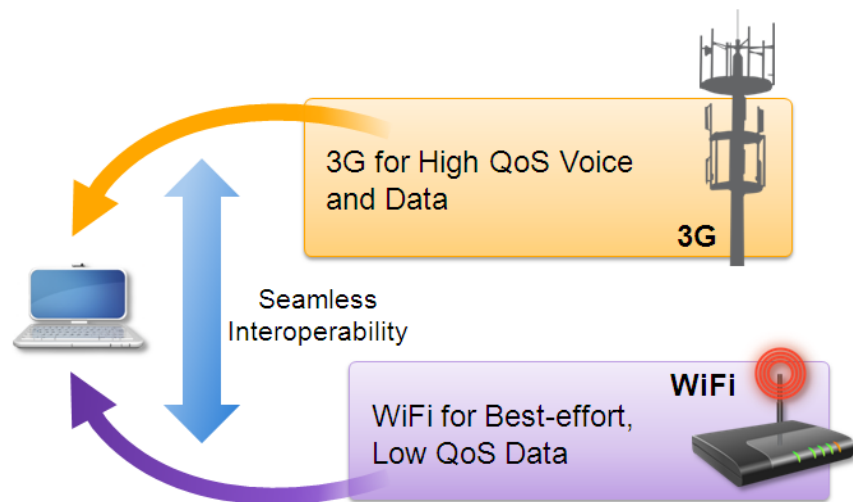 3G for High QoS Voice
and Data
3G
Seamless
Interoperability
WiFi
WiFi for Best-effort,
Low QoS Data